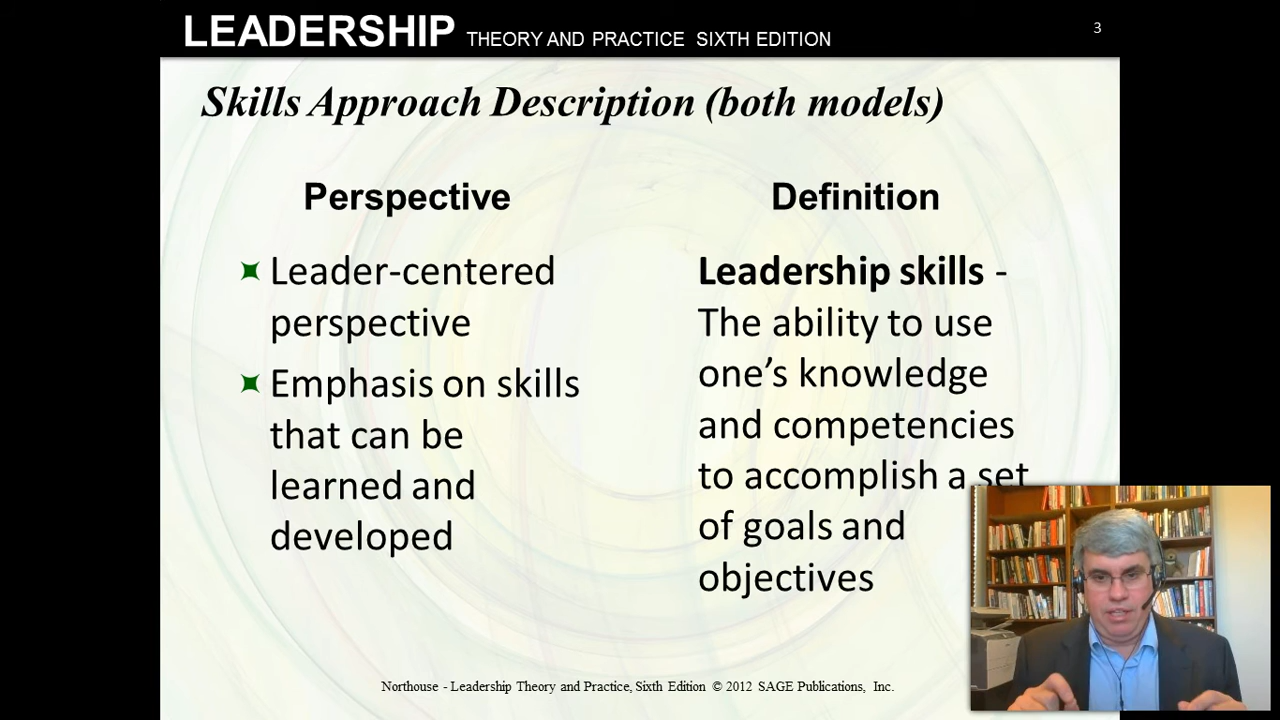 LEADERSHIP THEORY AND PRACTICE SIXTH EDITION
3
Skills Approach Description (both models)
Perspective
Leader-centered
perspective
Emphasis on skills
that can be
learned and
developed
Definition
Leadership skills -
The ability to use
one’s knowledge
and competencies
to accomplish a set
of goals and
objectives
Northouse - Leadership Theory and Practice, Sixth Edition © 2012 SAGE Publications, Inc.